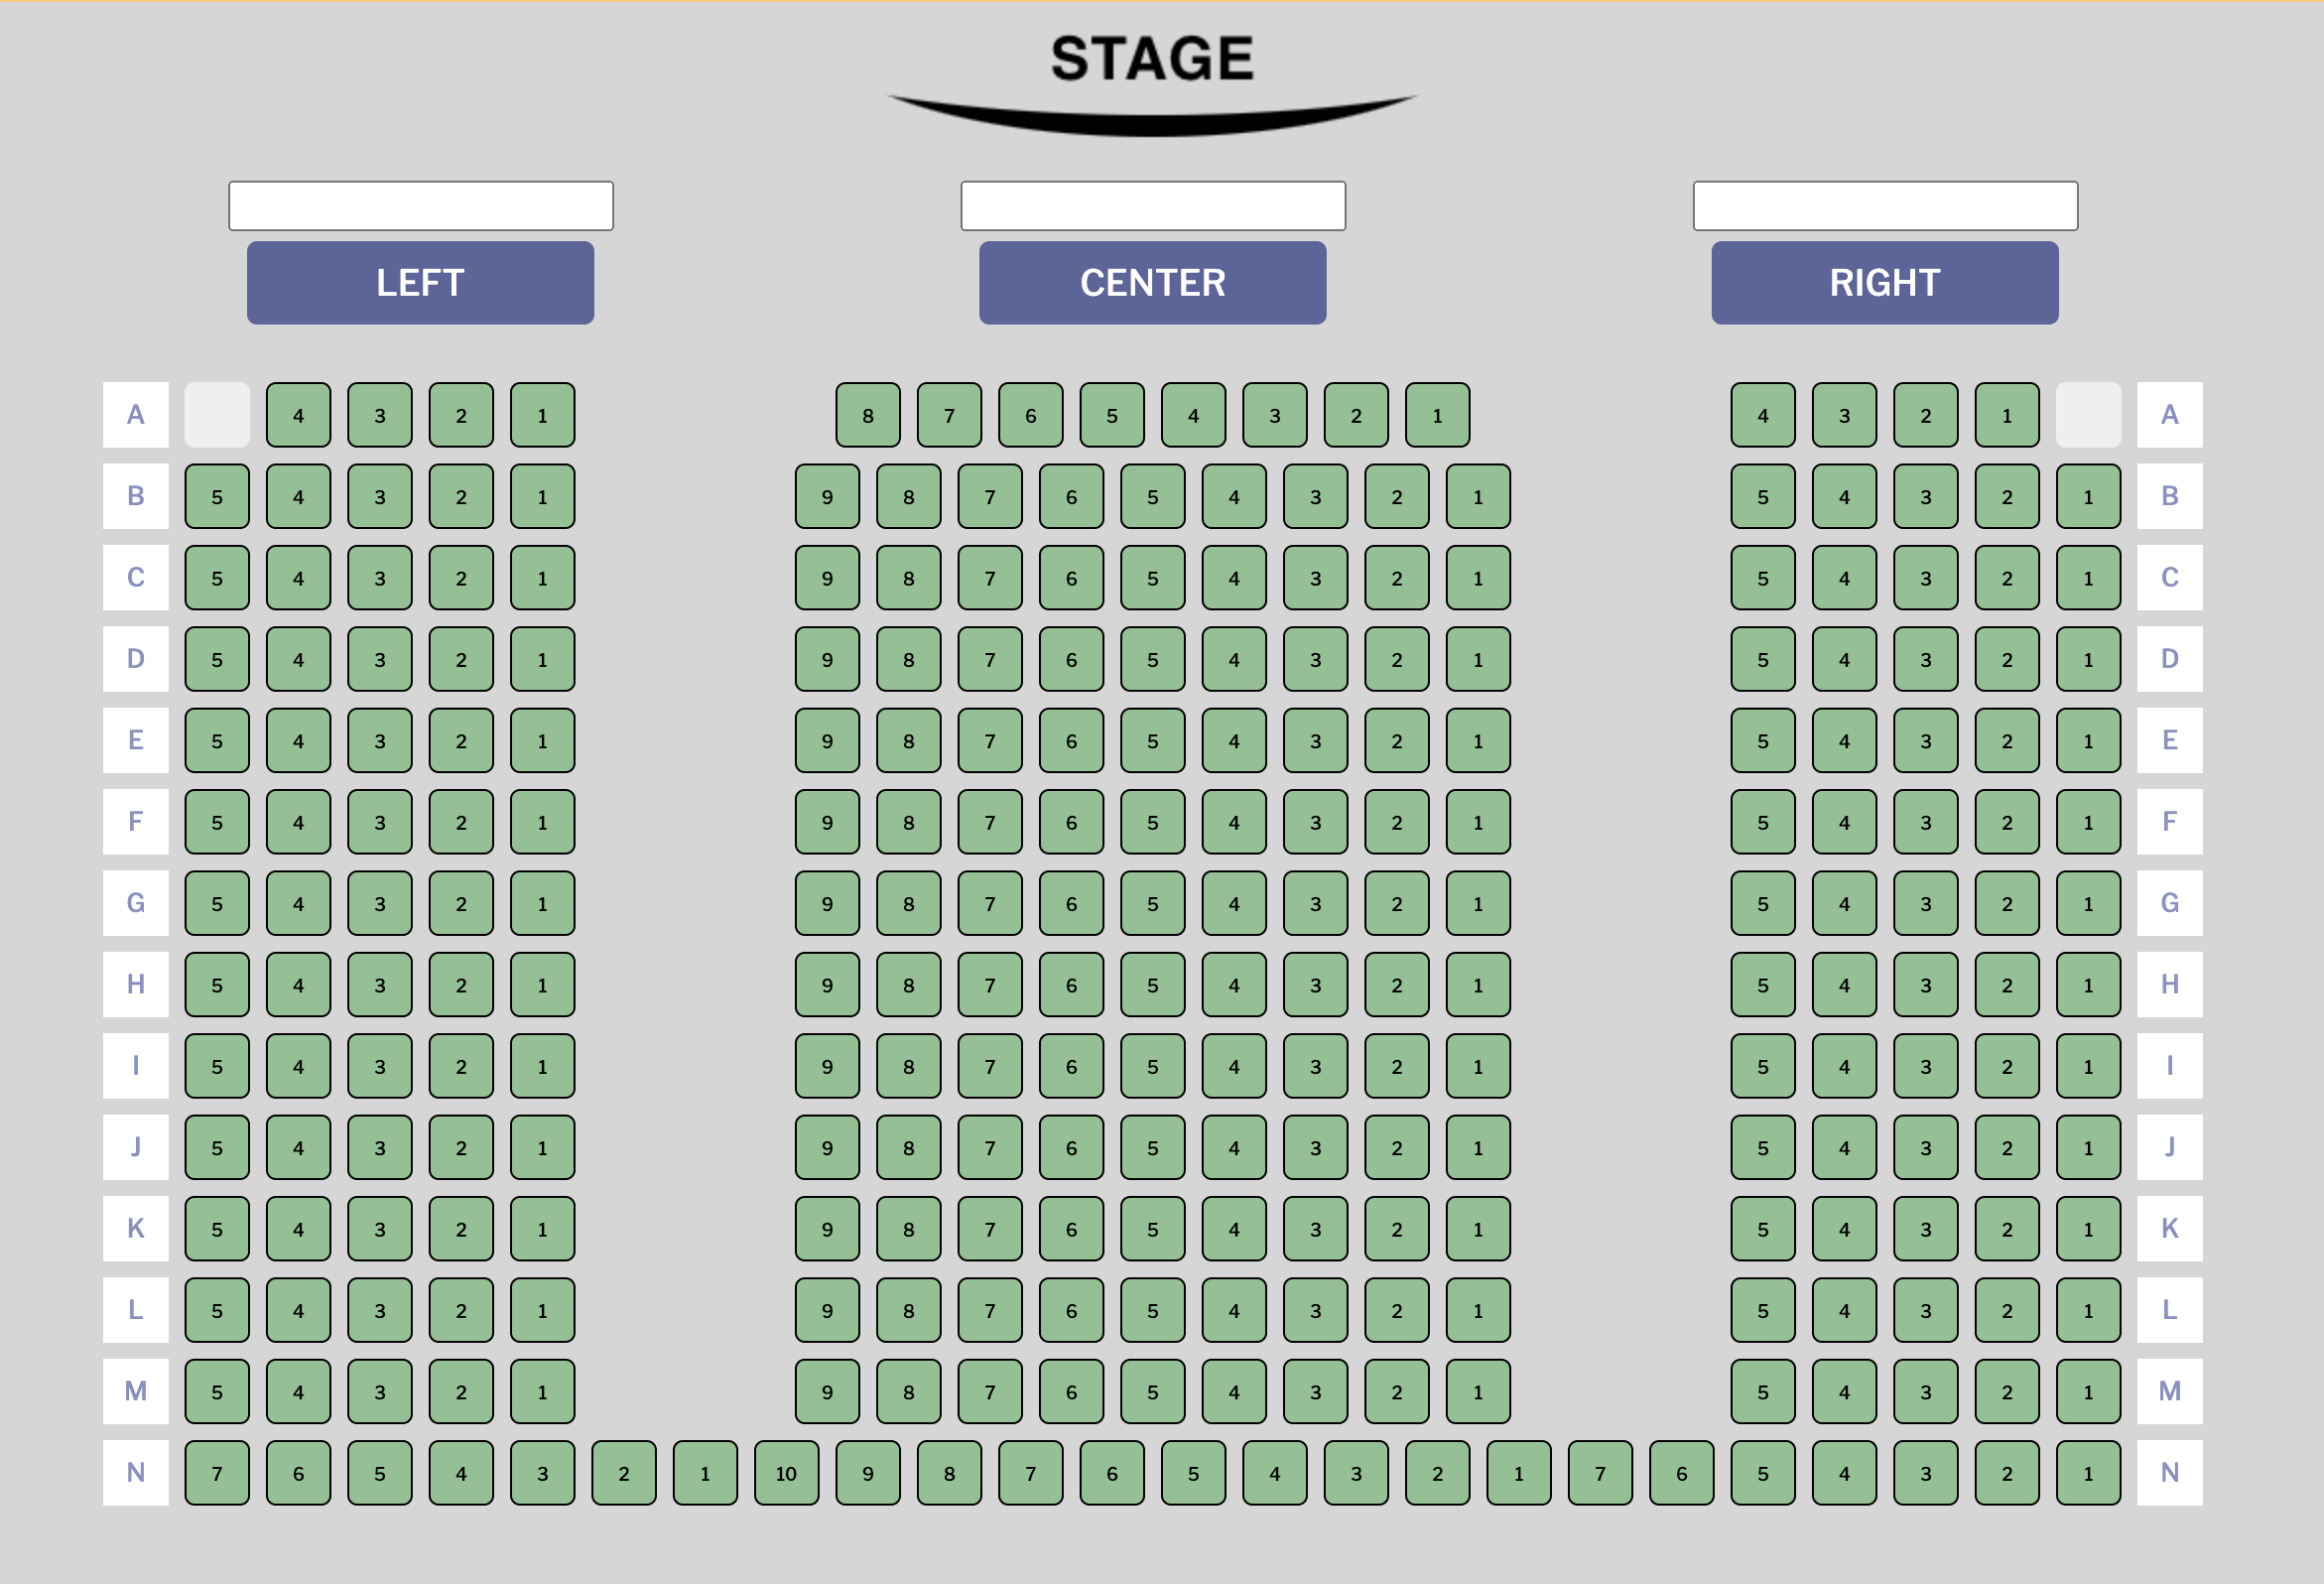 STAGE
LEFT CENTER RIGHT
A 4 3 2 1 8 7 6 5 4 3 2 1 4 3 2 1 A
B 5 4 3 2 1 9 8 7 6 5 4 3 2 1 5 4 3 2 1 B
C 5 4 3 2 1 9 8 7 6 5 4 3 2 1 5 4 3 2 1 C
D 5 4 3 2 1 9 8 7 6 5 4 3 2 1 5 4 3 2 1 D
E 5 4 3 2 1 9 8 7 6 5 4 3 2 1 5 4 3 2 1 E
F 5 4 3 2 1 9 8 7 6 5 4 3 2 1 5 4 3 2 1 F
G 5 4 3 2 1 9 8 7 6 5 4 3 2 1 5 4 3 2 1 G
H 5 4 3 2 1 9 8 7 6 5 4 3 2 1 5 4 3 2 1 H
I 5 4 3 2 1 9 8 7 6 5 4 3 2 1 5 4 3 2 1 I
J 5 4 3 2 1 9 8 7 6 5 4 3 2 1 5 4 3 2 1 J
K 5 4 3 2 1 9 8 7 6 5 4 3 2 1 5 4 3 2 1 K
L 5 4 3 2 1 9 8 7 6 5 4 3 2 1 5 4 3 2 1 L
M 5 4 3 2 1 9 8 7 6 5 4 3 2 1 5 4 3 2 1 M
N 7 6 5 4 3 2 1 10 9 8 7 6 5 4 3 2 1 7 6 5 4 3 2 1 N